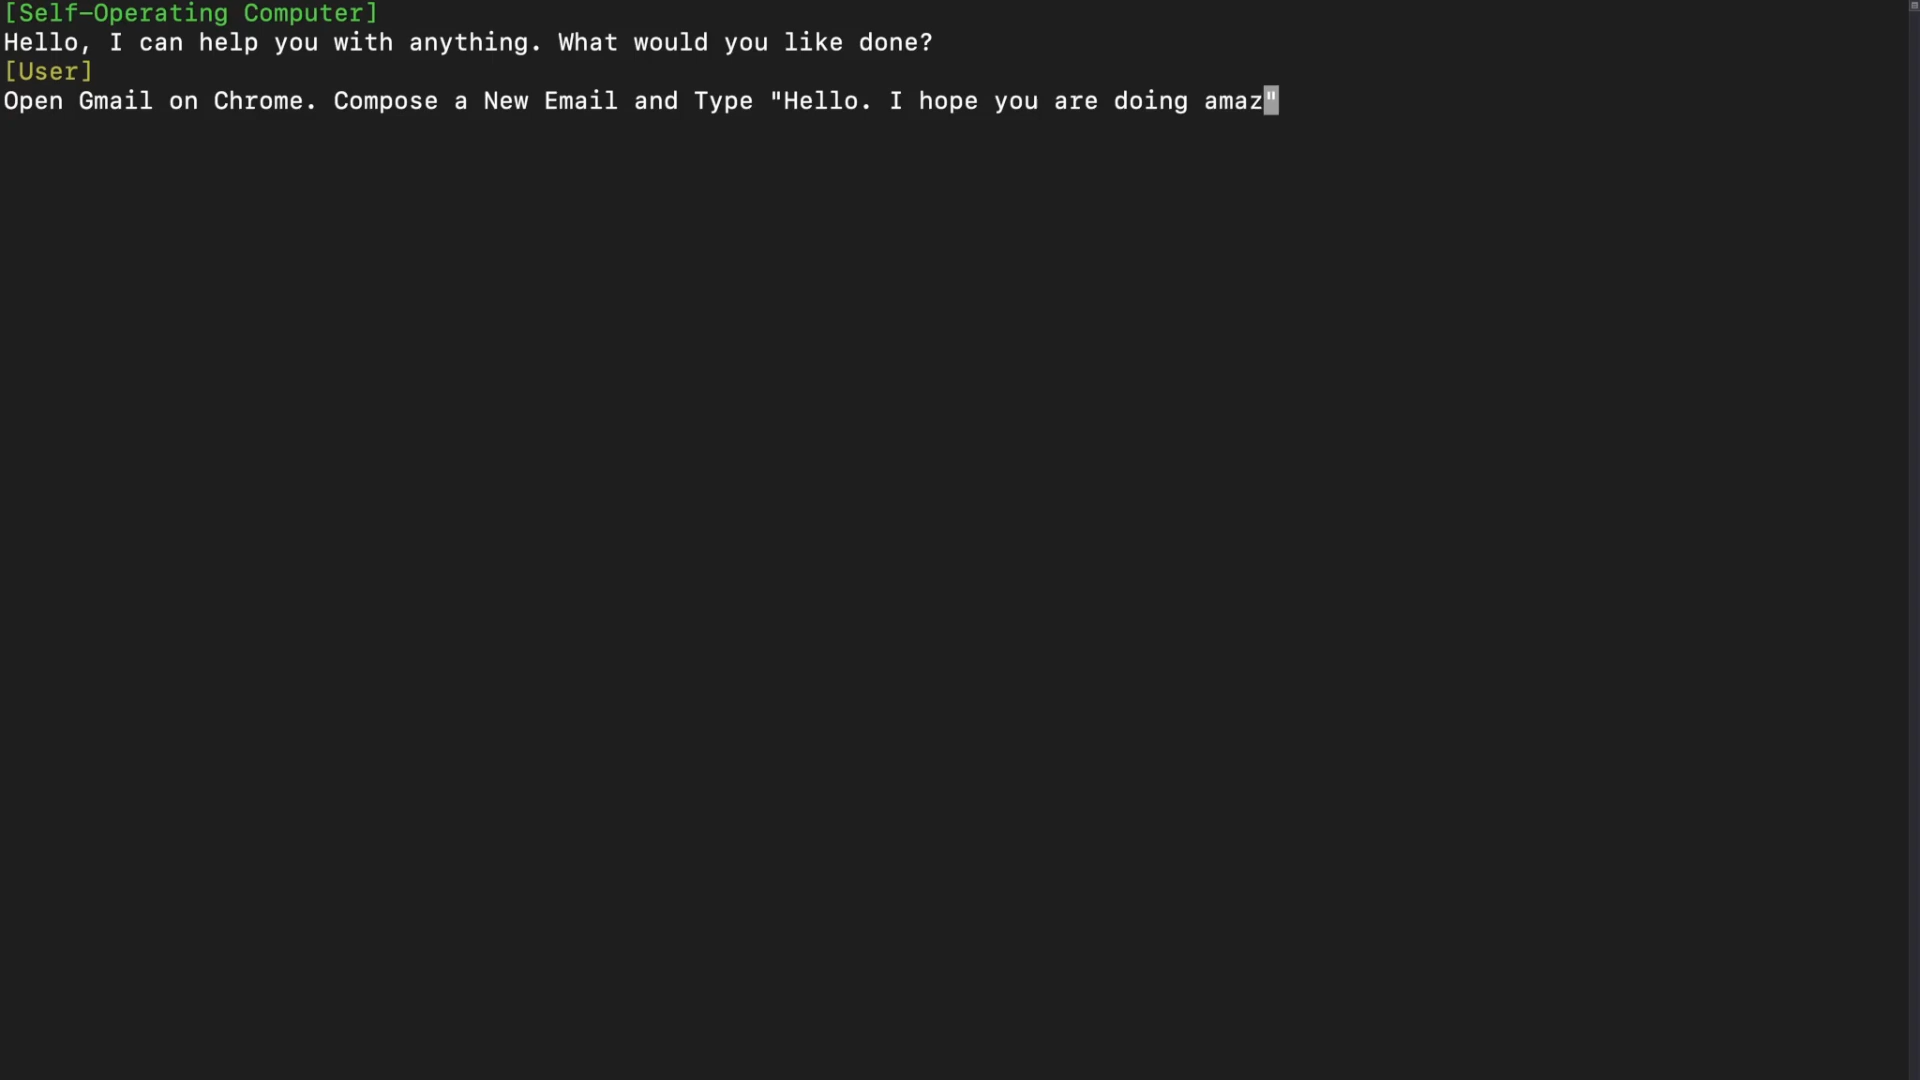 [Self-Operating Computer]
Hello, I can help you with anything. What would you like done?
[User]
Open Gmail on Chrome. Compose a New Email and Type "Hello. I hope you are doing amaz"